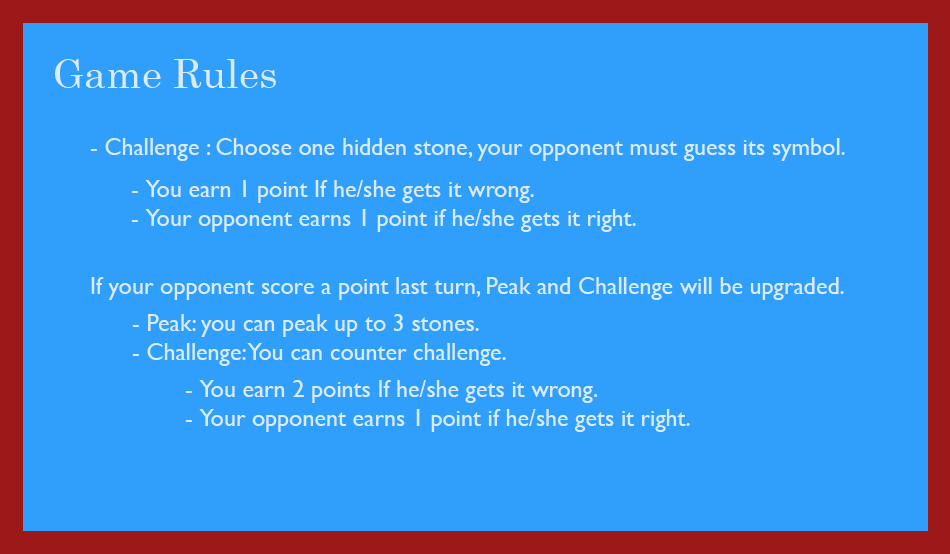 Game Rules
- Challenge : Choose one hidden stone, your opponent must guess its symbol.
- You earn 1 point If he/she gets it wrong.
- Your opponent earns 1 point if he/she gets it right.
If your opponent score a point last turn, Peak and Challenge will be upgraded.
- Peak: you can peak up to 3 stones.
- Challenge: You can counter challenge.
- You earn 2 points If he/she gets it wrong.
- Your opponent earns 1 point if he/she gets it right.